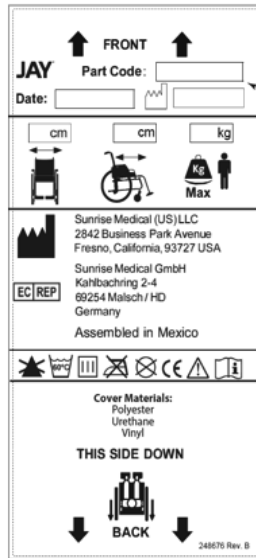 FRONT
JAY
Part Code:
Date:
cm
cm
kg
Kg
Max
Sunrise Medical (US) LLC
2842 Business Park Avenue
Fresno, California, 93727 USA
EC REP
Sunrise Medical GmbH
Kahlbachring 2-4
69254 Malsch / HD
Germany
Assembled in Mexico
60°C
CE
Cover Materials:
Polyester
Urethane
Vinyl
THIS SIDE DOWN
BACK
248676 Rev. B